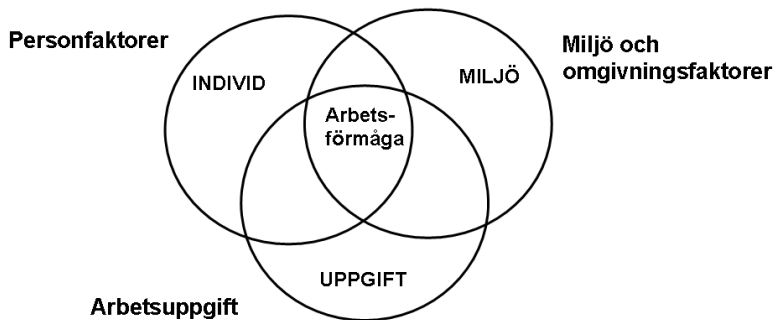 Personfaktorer
Miljö och
omgivningsfaktorer
INDIVID
MILJÖ
Arbets-
förmåga
UPPGIFT
Arbetsuppgift